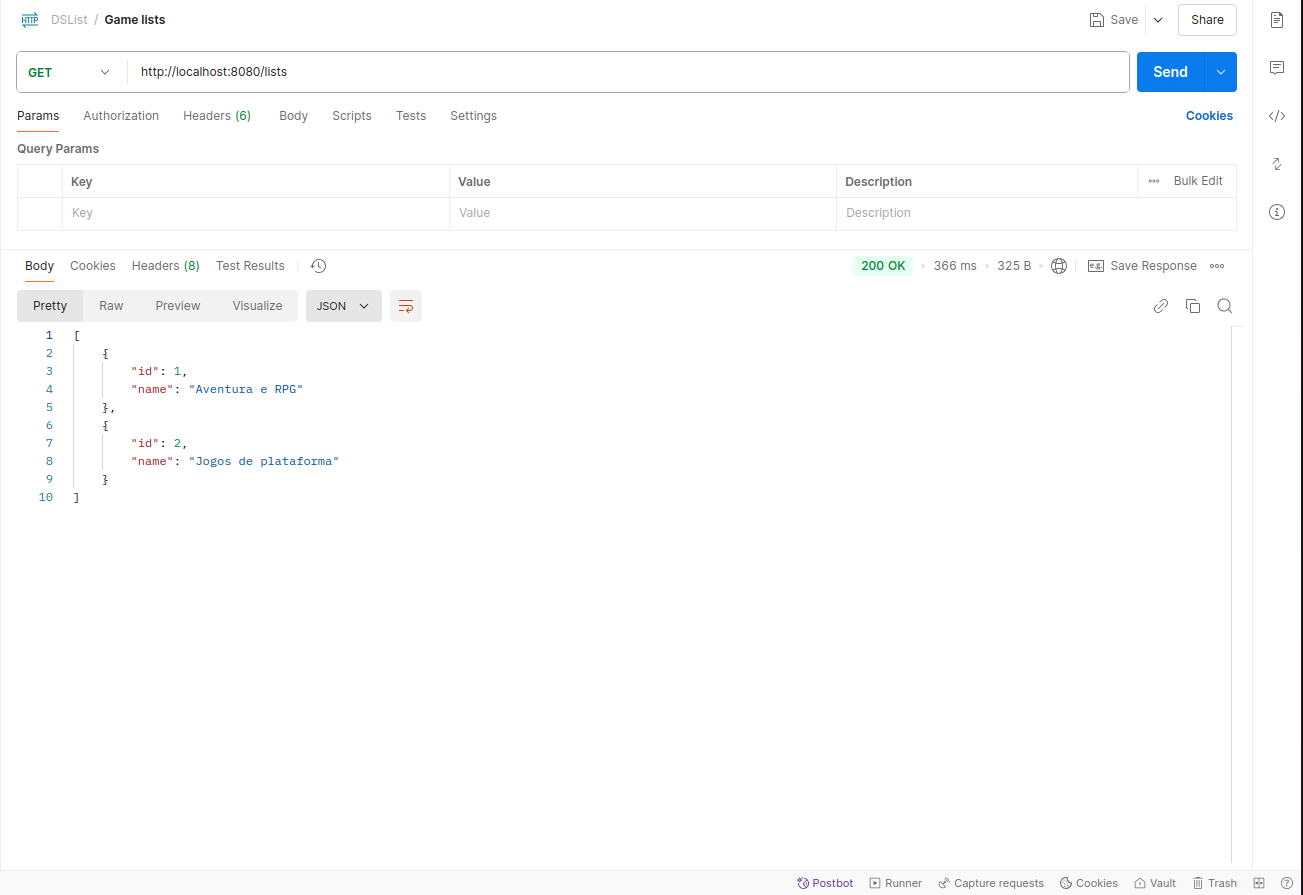 HTTP DSList / Game lists Save Share
GET http://localhost:8080/lists Send
Params Authorization Headers (6) Body Scripts Tests Settings Cookies
Query Params
Key Value Description Bulk Edit
Key Value Description
Body Cookies Headers (8) Test Results 200 OK 366 ms 325 B e.g. Save Response
Pretty Raw Preview Visualize JSON
1 [
2 {
3 "id": 1,
4 "name": "Aventura e RPG"
5 },
6 {
7 "id": 2,
8 "name": "Jogos de plataforma"
9 }
10 ]
Postbot Runner Capture requests Cookies Vault Trash